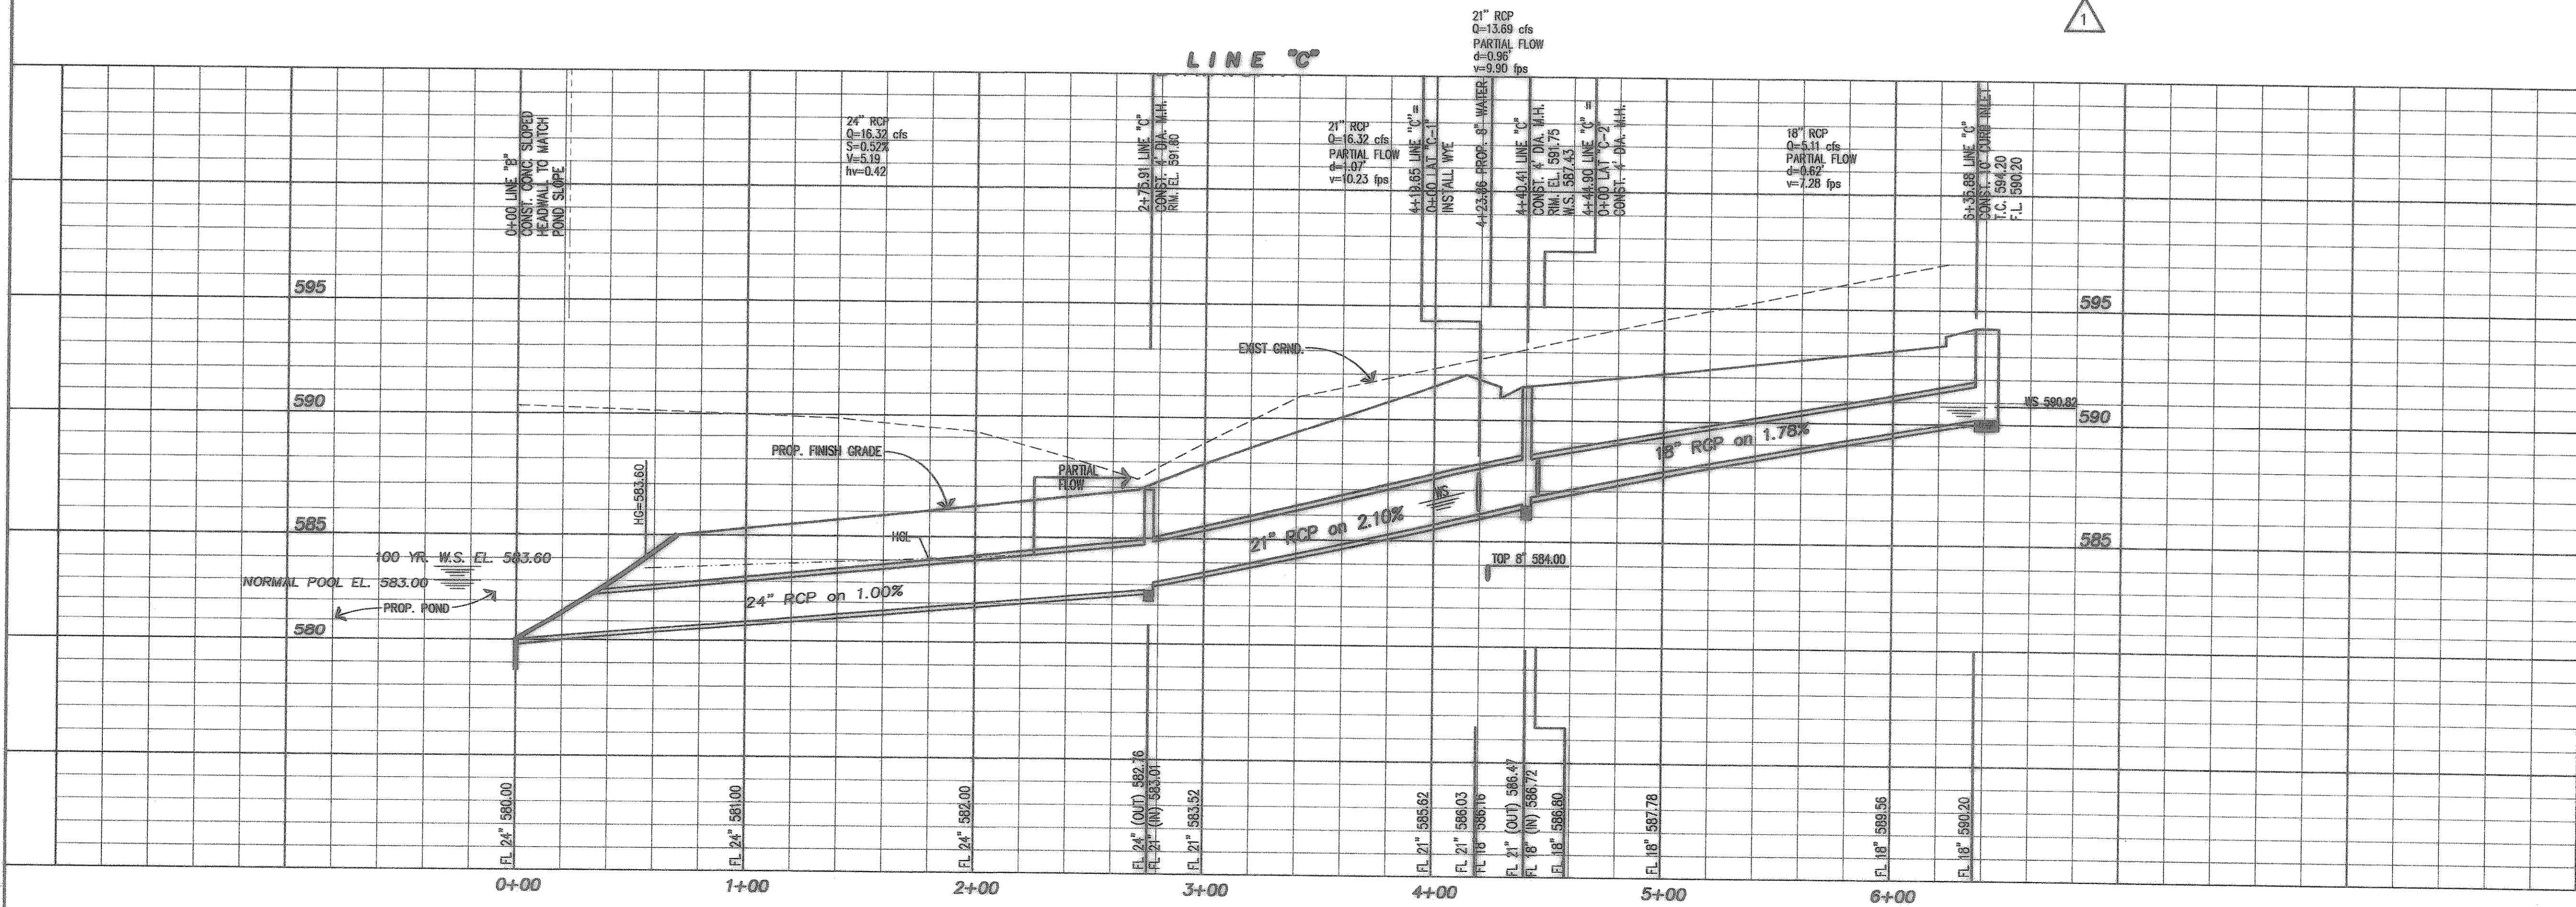 1
LINE "C"
21" RCP
Q=13.69 cfs
PARTIAL FLOW
d=0.96'
v=9.90 fps
0+00 LINE "B"
CONST. CONC. SLOPED
HEADWALL TO MATCH
POND SLOPE
24" RCP
Q=16.32 cfs
S=0.52%
V=5.19
hv=0.42
2+75.91 LINE "C"
CONST. 4' DIA. M.H.
RIM. EL. 591.80
21" RCP
Q=16.32 cfs
PARTIAL FLOW
d=1.07'
v=10.23 fps
4+19.65 LINE "C"=
0+00 LAT "C-1"
INSTALL WYE
4+23.86 PROP. 8" WATER
4+40.41 LINE "C"
CONST. 4' DIA. M.H.
RIM. EL. 591.75
W.S. 587.43
4+44.90 LINE "C" =
0+00 LAT "C-2"
CONST. 4' DIA. M.H.
18" RCP
Q=5.11 cfs
PARTIAL FLOW
d=0.62'
v=7.28 fps
6+35.88 LINE "C"
CONST. 10' CURB INLET
T.C. 594.20
F.L. 590.20
595
595
EXIST GRND.
590
590
WS 590.82
PROP. FINISH GRADE
PARTIAL
FLOW
18" RCP on 1.78%
HG=583.60
WS
21" RCP on 2.10%
585
585
HGL
100 YR. W.S. EL. 583.60
NORMAL POOL EL. 583.00
PROP. POND
TOP 8" 584.00
24" RCP on 1.00%
580
FL 24" 580.00
FL 24" 581.00
FL 24" 582.00
FL 24" (OUT) 582.76
FL 21" (IN) 583.01
FL 21" 583.52
FL 21" 585.62
FL 21" 586.03
FL 18" 586.16
FL 21" (OUT) 586.47
FL 18" (IN) 586.72
FL 18" 586.80
FL 18" 587.78
FL 18" 589.56
FL 18" 590.20
0+00
1+00
2+00
3+00
4+00
5+00
6+00